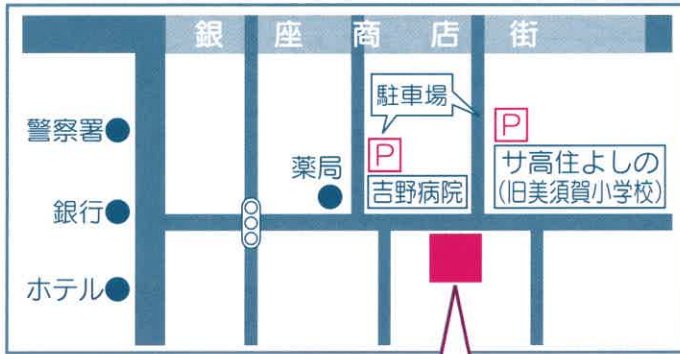 銀座商店街
駐車場
警察署
P
P
薬局
吉野病院
サ高住よしの
(旧美須賀小学校)
銀行
ホテル